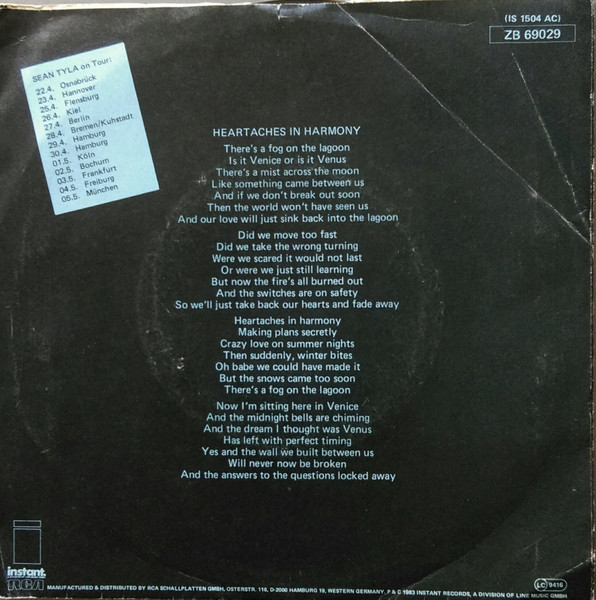 (IS 1504 AC)
ZB 69029
SEAN TYLA on Tour:
22.4. Osnabrück
23.4. Hannover
25.4. Flensburg
26.4. Kiel
27.4. Berlin
28.4. Bremen/Kuhstadt
29.4. Hamburg
30.4. Hamburg
01.5. Köln
02.5. Bochum
03.5. Frankfurt
04.5. Freiburg
05.5. München
HEARTACHES IN HARMONY
There's a fog on the lagoon
Is it Venice or is it Venus
There's a mist across the moon
Like something came between us
And if we don't break out soon
Then the world won't have seen us
And our love will just sink back into the lagoon
Did we move too fast
Did we take the wrong turning
Were we scared it would not last
Or were we just still learning
But now the fire's all burned out
And the switches are on safety
So we'll just take back our hearts and fade away
Heartaches in harmony
Making plans secretly
Crazy love on summer nights
Then suddenly, winter bites
Oh babe we could have made it
But the snows came too soon
There's a fog on the lagoon
Now I'm sitting here in Venice
And the midnight bells are chiming
And the dream I thought was Venus
Has left with perfect timing
Yes and the wall we built between us
Will never now be broken
And the answers to the questions locked away
instant.
RCA
MANUFACTURED & DISTRIBUTED BY RCA SCHALLPLATTEN GMBH, OSTERSTR. 116, D-2000 HAMBURG 19, WESTERN GERMANY. P & C 1983 INSTANT RECORDS, A DIVISION OF LINE MUSIC GMBH.
LC 9416